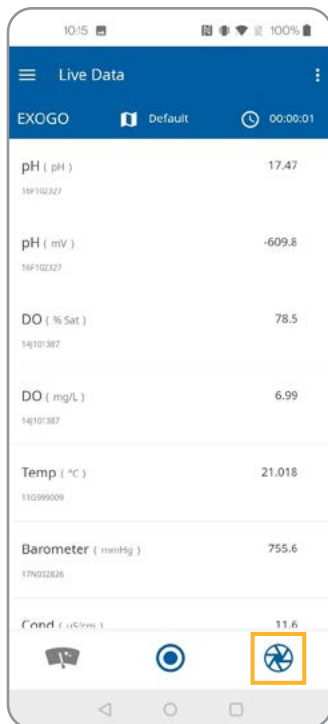 10:15 100%
Live Data
EXOGO Default 00:00:01
pH ( pH ) 17.47
16F102327
pH ( mV ) -609.8
16F102327
DO ( % Sat ) 78.5
14J101387
DO ( mg/L ) 6.99
14J101387
Temp ( °C ) 21.018
11G999009
Barometer ( mmHg ) 755.6
17N032826
Cond ( uS/cm ) 11.6